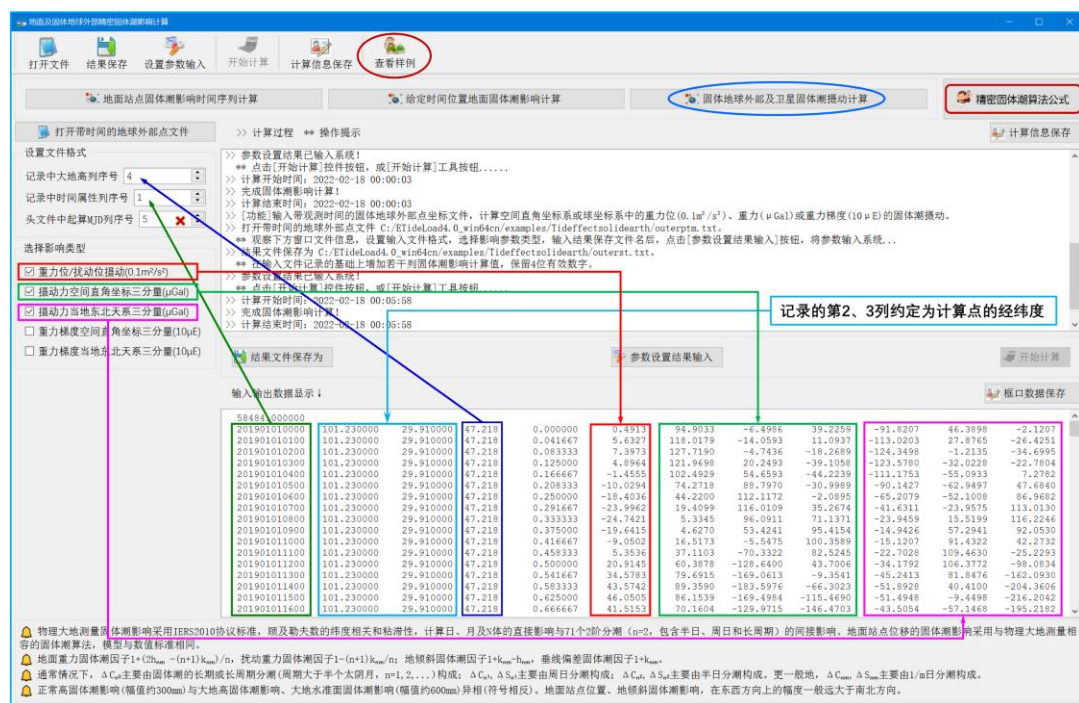 地面及固体地球外部精密固体潮影响计算
打开文件 结果保存 设置参数输入 开始计算 计算信息保存 查看样例
地面站点固体潮影响时间序列计算 给定时间位置地面固体潮影响计算 固体地球外部及卫星固体潮摄动计算 精密固体潮算法公式
打开带时间的地球外部点文件 >> 计算过程 ** 操作提示 计算信息保存
设置文件格式
记录中大地高列序号 4
记录中时间属性列序号 1
头文件中起算MJD列序号 5
选择影响类型
重力位/扰动位摄动(0.1m²/s²)
摄动力空间直角坐标三分量(μGal)
摄动力当地东北天系三分量(μGal)
重力梯度空间直角坐标三分量(10μE)
重力梯度当地东北天系三分量(10μE)
>> 参数设置结果已输入系统!
** 点击[开始计算]控件按钮,或[开始计算]工具按钮......
>> 计算开始时间: 2022-02-18 00:00:03
>> 完成固体潮影响计算!
>> 计算结束时间: 2022-02-18 00:00:03
>> [功能]输入带观测时间的固体地球外部点坐标文件,计算空间直角坐标系或球坐标系中的重力位(0.1m²/s²)、重力(μGal)或重力梯度(10μE)的固体潮摄动。
>> 打开带时间的地球外部点文件 C:/ETideLoad4.0_win64cn/examples/Tideffectsolidearth/outerptm.txt。
** 观察下方窗口文件信息,设置输入文件格式,选择影响参数类型,输入结果保存文件名后,点击[参数设置结果输入]按钮,将参数输入系统...
>> 结果文件保存为 C:/ETideLoad4.0_win64cn/examples/Tideffectsolidearth/outerst.txt。
** 在输入文件记录的基础上增加若干列固体潮影响计算值,保留4位有效数字。
>> 参数设置结果已输入系统!
** 点击[开始计算]控件按钮,或[开始计算]工具按钮......
>> 计算开始时间: 2022-02-18 00:05:58
>> 完成固体潮影响计算!
>> 计算结束时间: 2022-02-18 00:05:58
记录的第2、3列约定为计算点的经纬度
结果文件保存为 参数设置结果输入 开始计算
输入输出数据显示↓ 框口数据保存
584841000000
201901010000 101.230000 29.910000 47.218 0.000000 0.4913 94.9033 -6.4986 39.2259 -91.8207 46.3898 -2.1207
201901010100 101.230000 29.910000 47.218 0.041667 5.6327 118.0179 -14.0593 11.0937 -113.0203 27.8765 -26.4251
201901010200 101.230000 29.910000 47.218 0.083333 7.3973 127.7190 -4.7436 -18.2689 -124.3498 -1.2135 -34.6995
201901010300 101.230000 29.910000 47.218 0.125000 4.8964 121.9698 20.2493 -39.1058 -123.5780 -32.0228 -22.7804
201901010400 101.230000 29.910000 47.218 0.166667 -1.4555 102.4929 54.6593 -44.2239 -111.1753 -55.0933 7.2782
201901010500 101.230000 29.910000 47.218 0.208333 -10.0294 74.2718 88.7970 -30.9989 -90.1427 -62.9497 47.6840
201901010600 101.230000 29.910000 47.218 0.250000 -18.4036 44.2200 112.1172 -2.0895 -65.2079 -52.1008 86.9682
201901010700 101.230000 29.910000 47.218 0.291667 -23.9962 19.4099 116.0109 35.2674 -41.6311 -23.9575 113.0130
201901010800 101.230000 29.910000 47.218 0.333333 -24.7421 5.3345 96.0911 71.1371 -23.9459 15.5199 116.2246
201901010900 101.230000 29.910000 47.218 0.375000 -19.6415 4.6270 53.4241 95.4154 -14.9426 57.2941 92.0530
201901011000 101.230000 29.910000 47.218 0.416667 -9.0502 16.5173 -5.5475 100.3589 -15.1207 91.4322 42.2732
201901011100 101.230000 29.910000 47.218 0.458333 5.3536 37.1103 -70.3322 82.5245 -22.7028 109.4630 -25.2293
201901011200 101.230000 29.910000 47.218 0.500000 20.9145 60.3878 -128.6400 43.7006 -34.1792 106.3772 -98.0834
201901011300 101.230000 29.910000 47.218 0.541667 34.5783 79.6915 -169.0613 -9.3541 -45.2413 81.8476 -162.0930
201901011400 101.230000 29.910000 47.218 0.583333 43.5742 89.3590 -183.5976 -66.3023 -51.8928 40.4100 -204.3606
201901011500 101.230000 29.910000 47.218 0.625000 46.0505 86.1539 -169.4984 -115.4690 -51.4948 -9.4498 -216.2042
201901011600 101.230000 29.910000 47.218 0.666667 41.5153 70.1604 -129.9715 -146.4703 -43.5054 -57.1468 -195.2182
物理大地测量固体潮影响采用IERS2010协议标准,顾及勒夫数的纬度相关和粘滞性,计算日、月及N体的直接影响与71个2阶分潮(n=2,包含半日、周日和长周期)的间接影响。地面站点位移的固体潮影响采用与物理大地测量相
容的固体潮算法,模型与数值标准相同。
地面重力固体潮因子1+(2hₙₘ -(n+1)kₙₘ)/n,扰动重力固体潮因子1-(n+1)kₙₘ/n;地倾斜固体潮因子1+kₙₘ-hₙₘ,垂线偏差固体潮因子1+kₙₘ。
通常情况下,ΔCₙ₀主要由固体潮的长期或长周期分潮(周期大于半个太阴月,n=1,2,...)构成;ΔCₙ₁,ΔSₙ₁主要由周日分潮构成;ΔCₙ₂,ΔSₙ₂主要由半日分潮构成。更一般地,ΔCₙₘ,ΔSₙₘ主要由1/m日分潮构成。
正常高固体潮影响(幅值约300mm)与大地高固体潮影响、大地水准面固体潮影响(幅值约600mm)异相(符号相反)。地面站点位置、地倾斜固体潮影响,在东西方向上的幅度一般远大于南北方向。